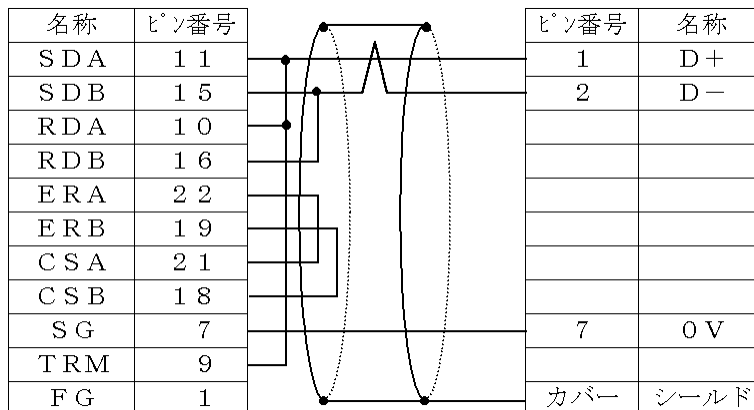 名称 ピン番号 ピン番号 名称
SDA 11 1 D+
SDB 15 2 D-
RDA 10
RDB 16
ERA 22
ERB 19
CSA 21
CSB 18
SG 7 7 0V
TRM 9
FG 1 カバー シールド